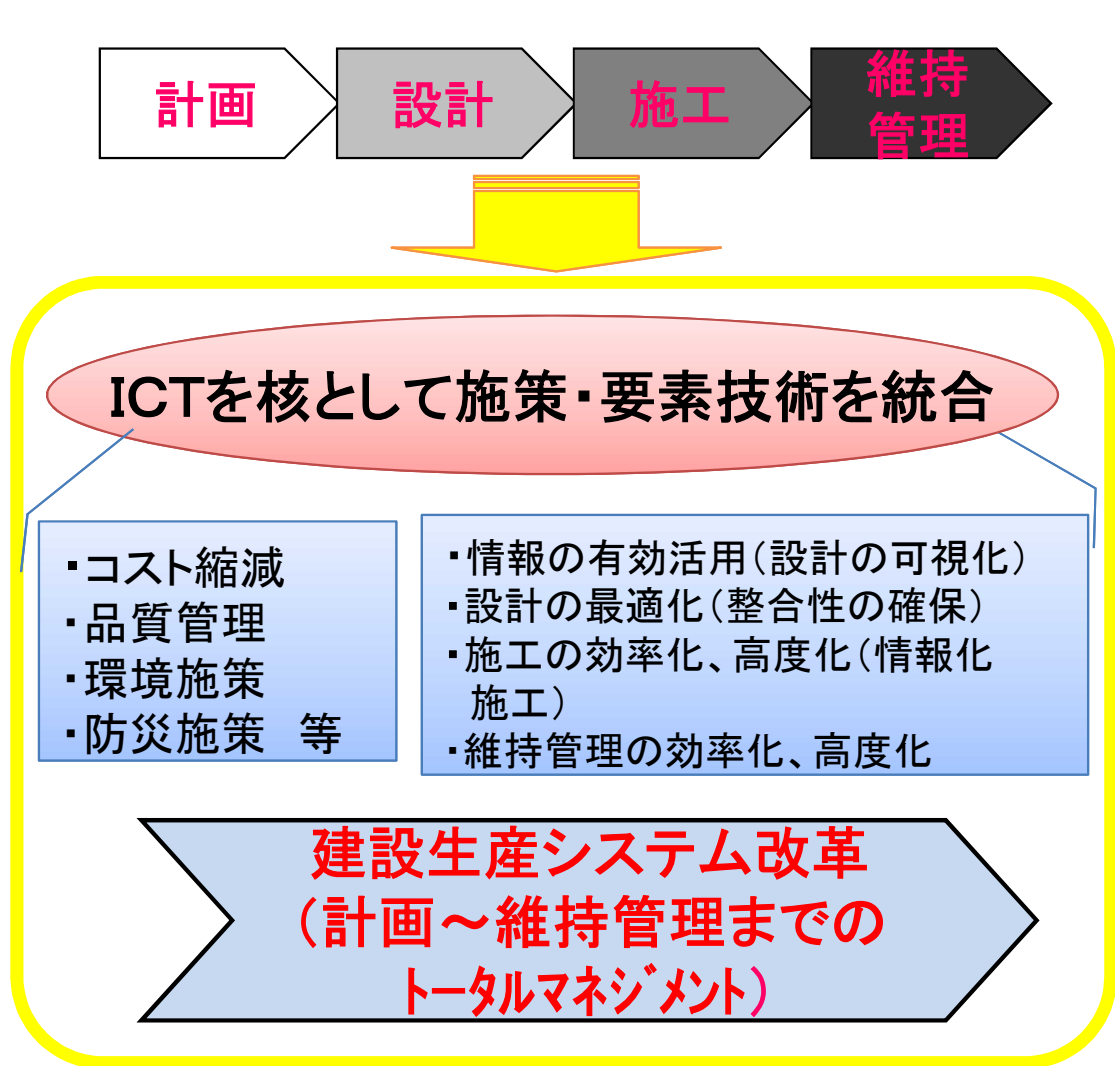 計画
設計
施工
維持
管理
ICTを核として施策・要素技術を統合
・コスト縮減
・品質管理
・環境施策
・防災施策　等
・情報の有効活用（設計の可視化）
・設計の最適化（整合性の確保）
・施工の効率化、高度化（情報化
施工）
・維持管理の効率化、高度化
建設生産システム改革
（計画～維持管理までの
ﾄｰﾀﾙﾏﾈｼﾞﾒﾝﾄ）